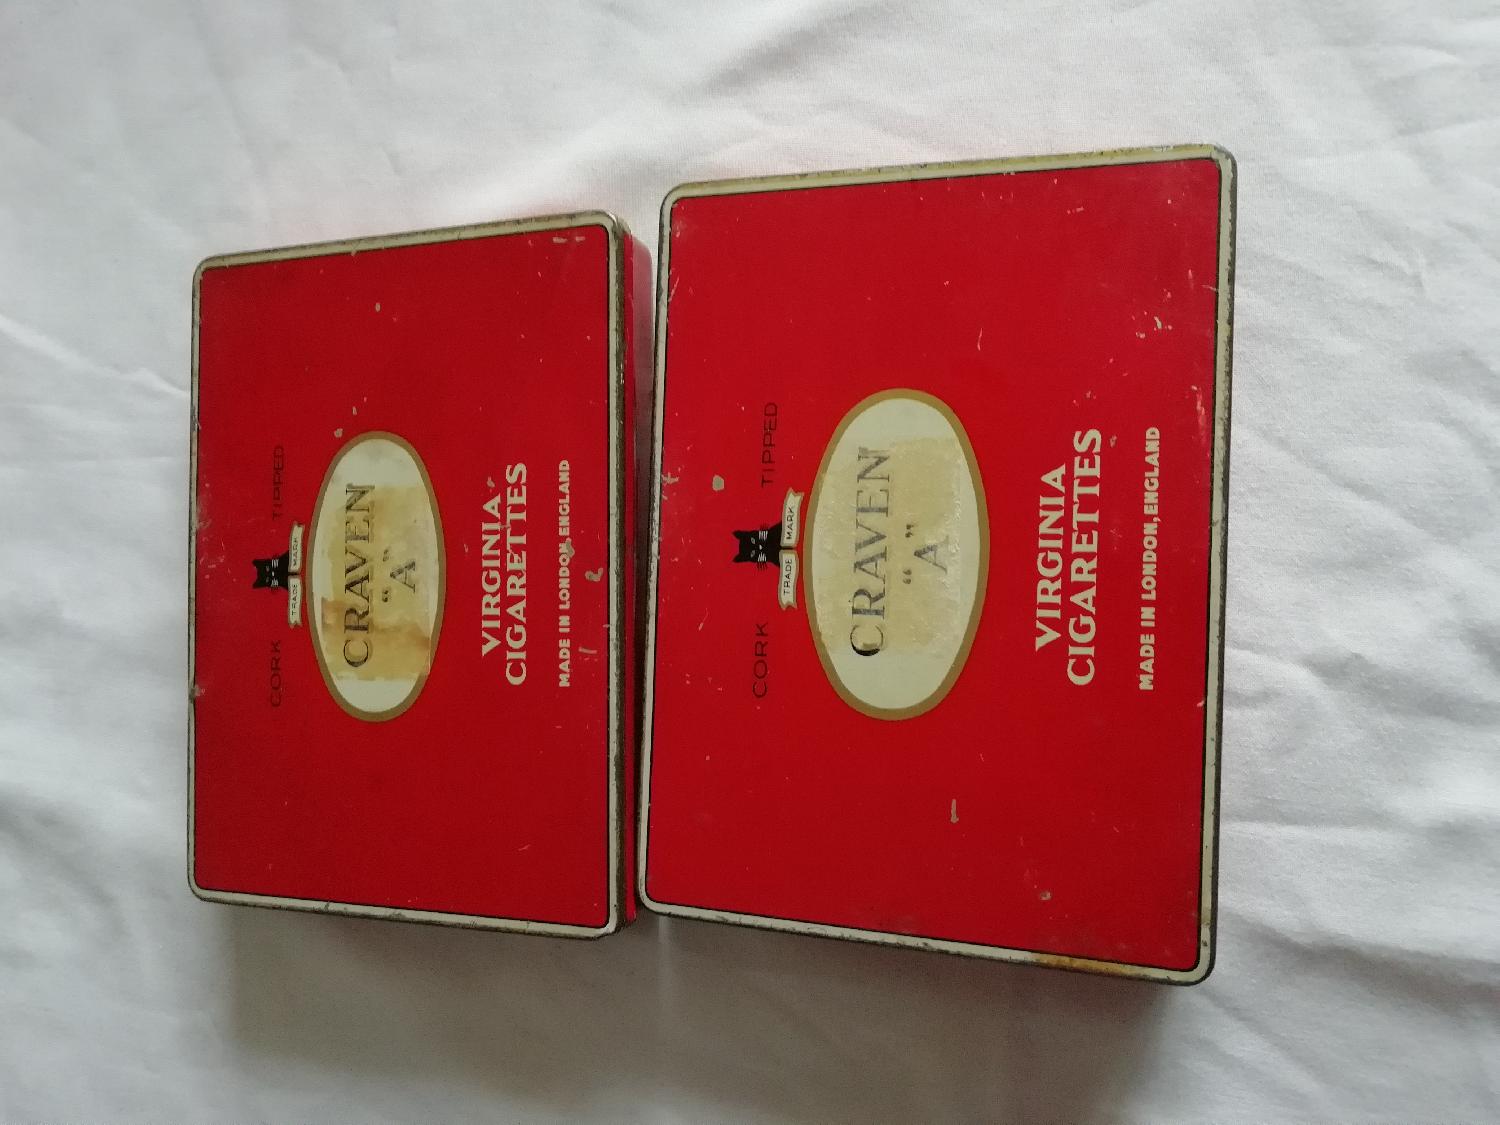 CORK TIPPED
TRADE MARK
CRAVEN
“A”
VIRGINIA
CIGARETTES
MADE IN LONDON, ENGLAND
CORK TIPPED
TRADE MARK
CRAVEN
“A”
VIRGINIA
CIGARETTES
MADE IN LONDON, ENGLAND